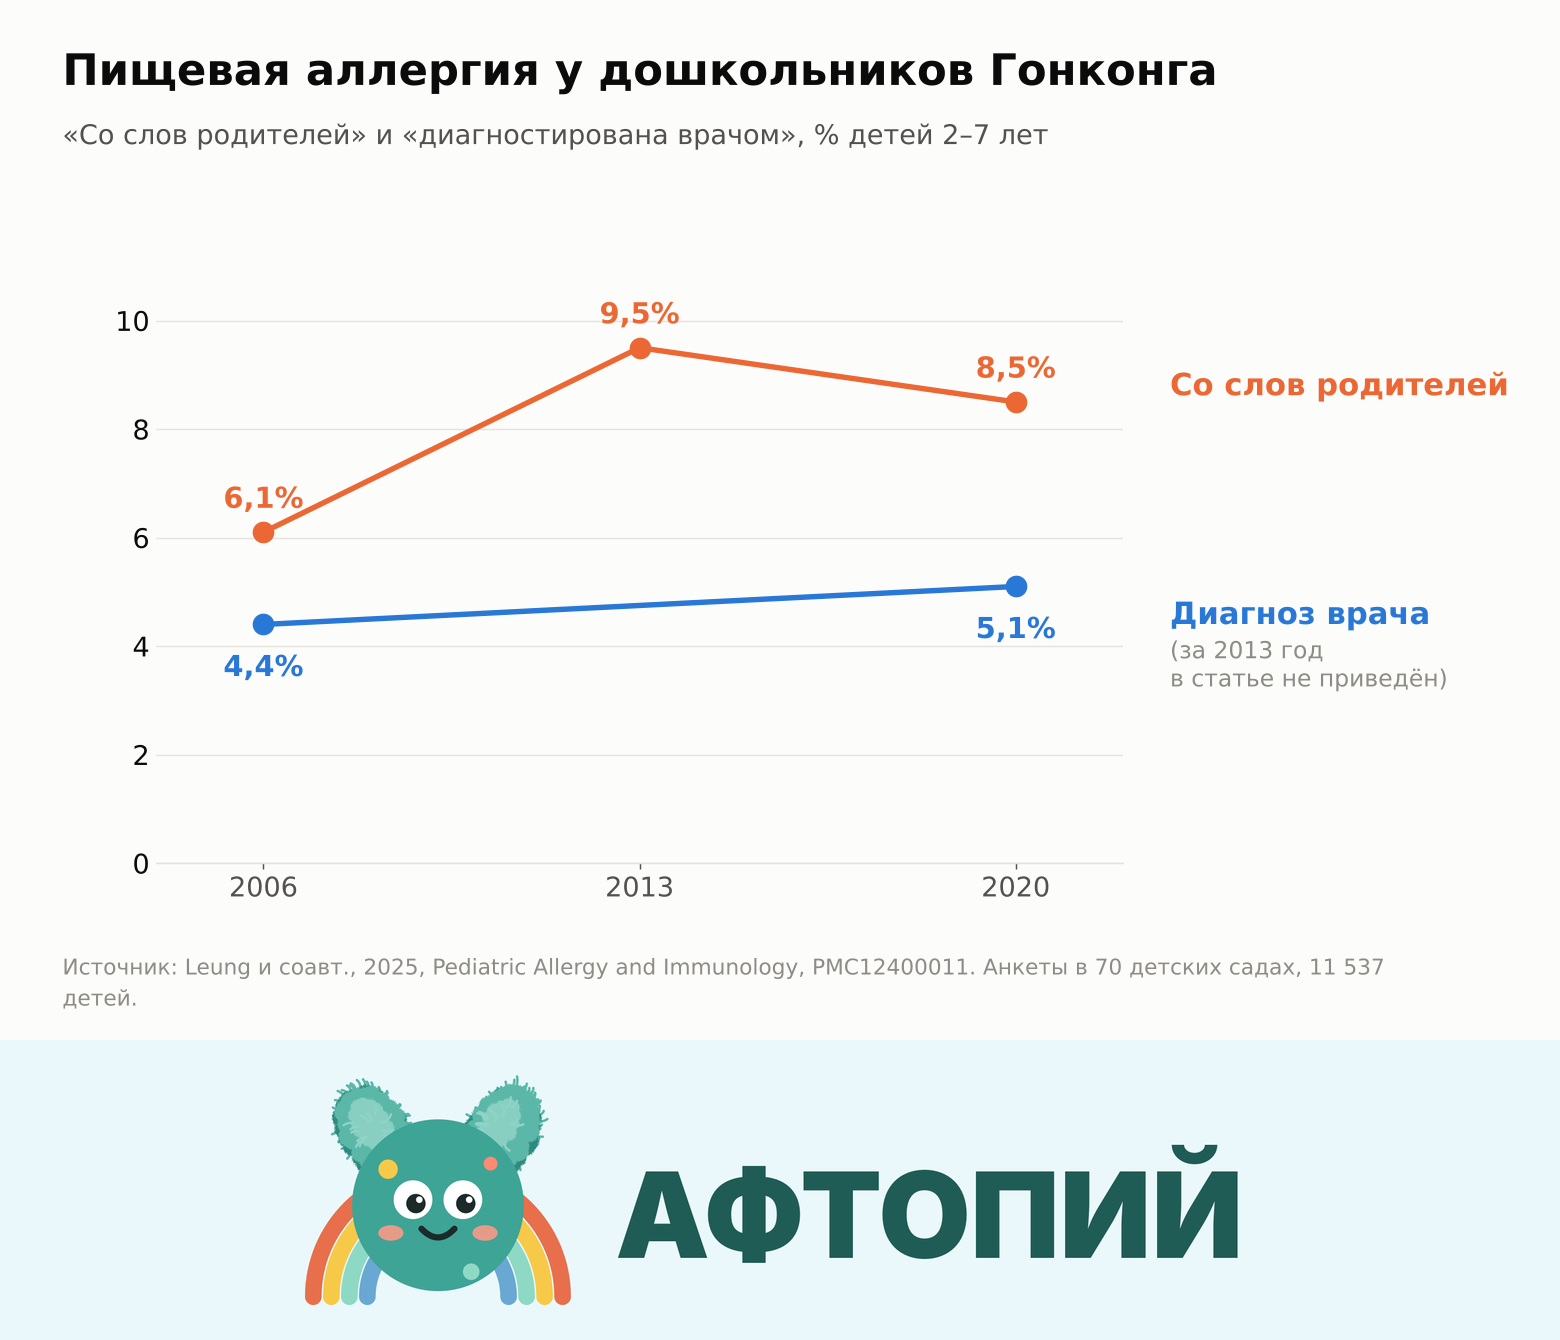 Пищевая аллергия у дошкольников Гонконга
«Со слов родителей» и «диагностирована врачом», % детей 2–7 лет
10
8
6
4
2
0
6,1%
9,5%
8,5%
4,4%
5,1%
Со слов родителей
Диагноз врача
(за 2013 год
в статье не приведён)
2006
2013
2020
Источник: Leung и соавт., 2025, Pediatric Allergy and Immunology, PMC12400011. Анкеты в 70 детских садах, 11 537
детей.
АФТОПИЙ